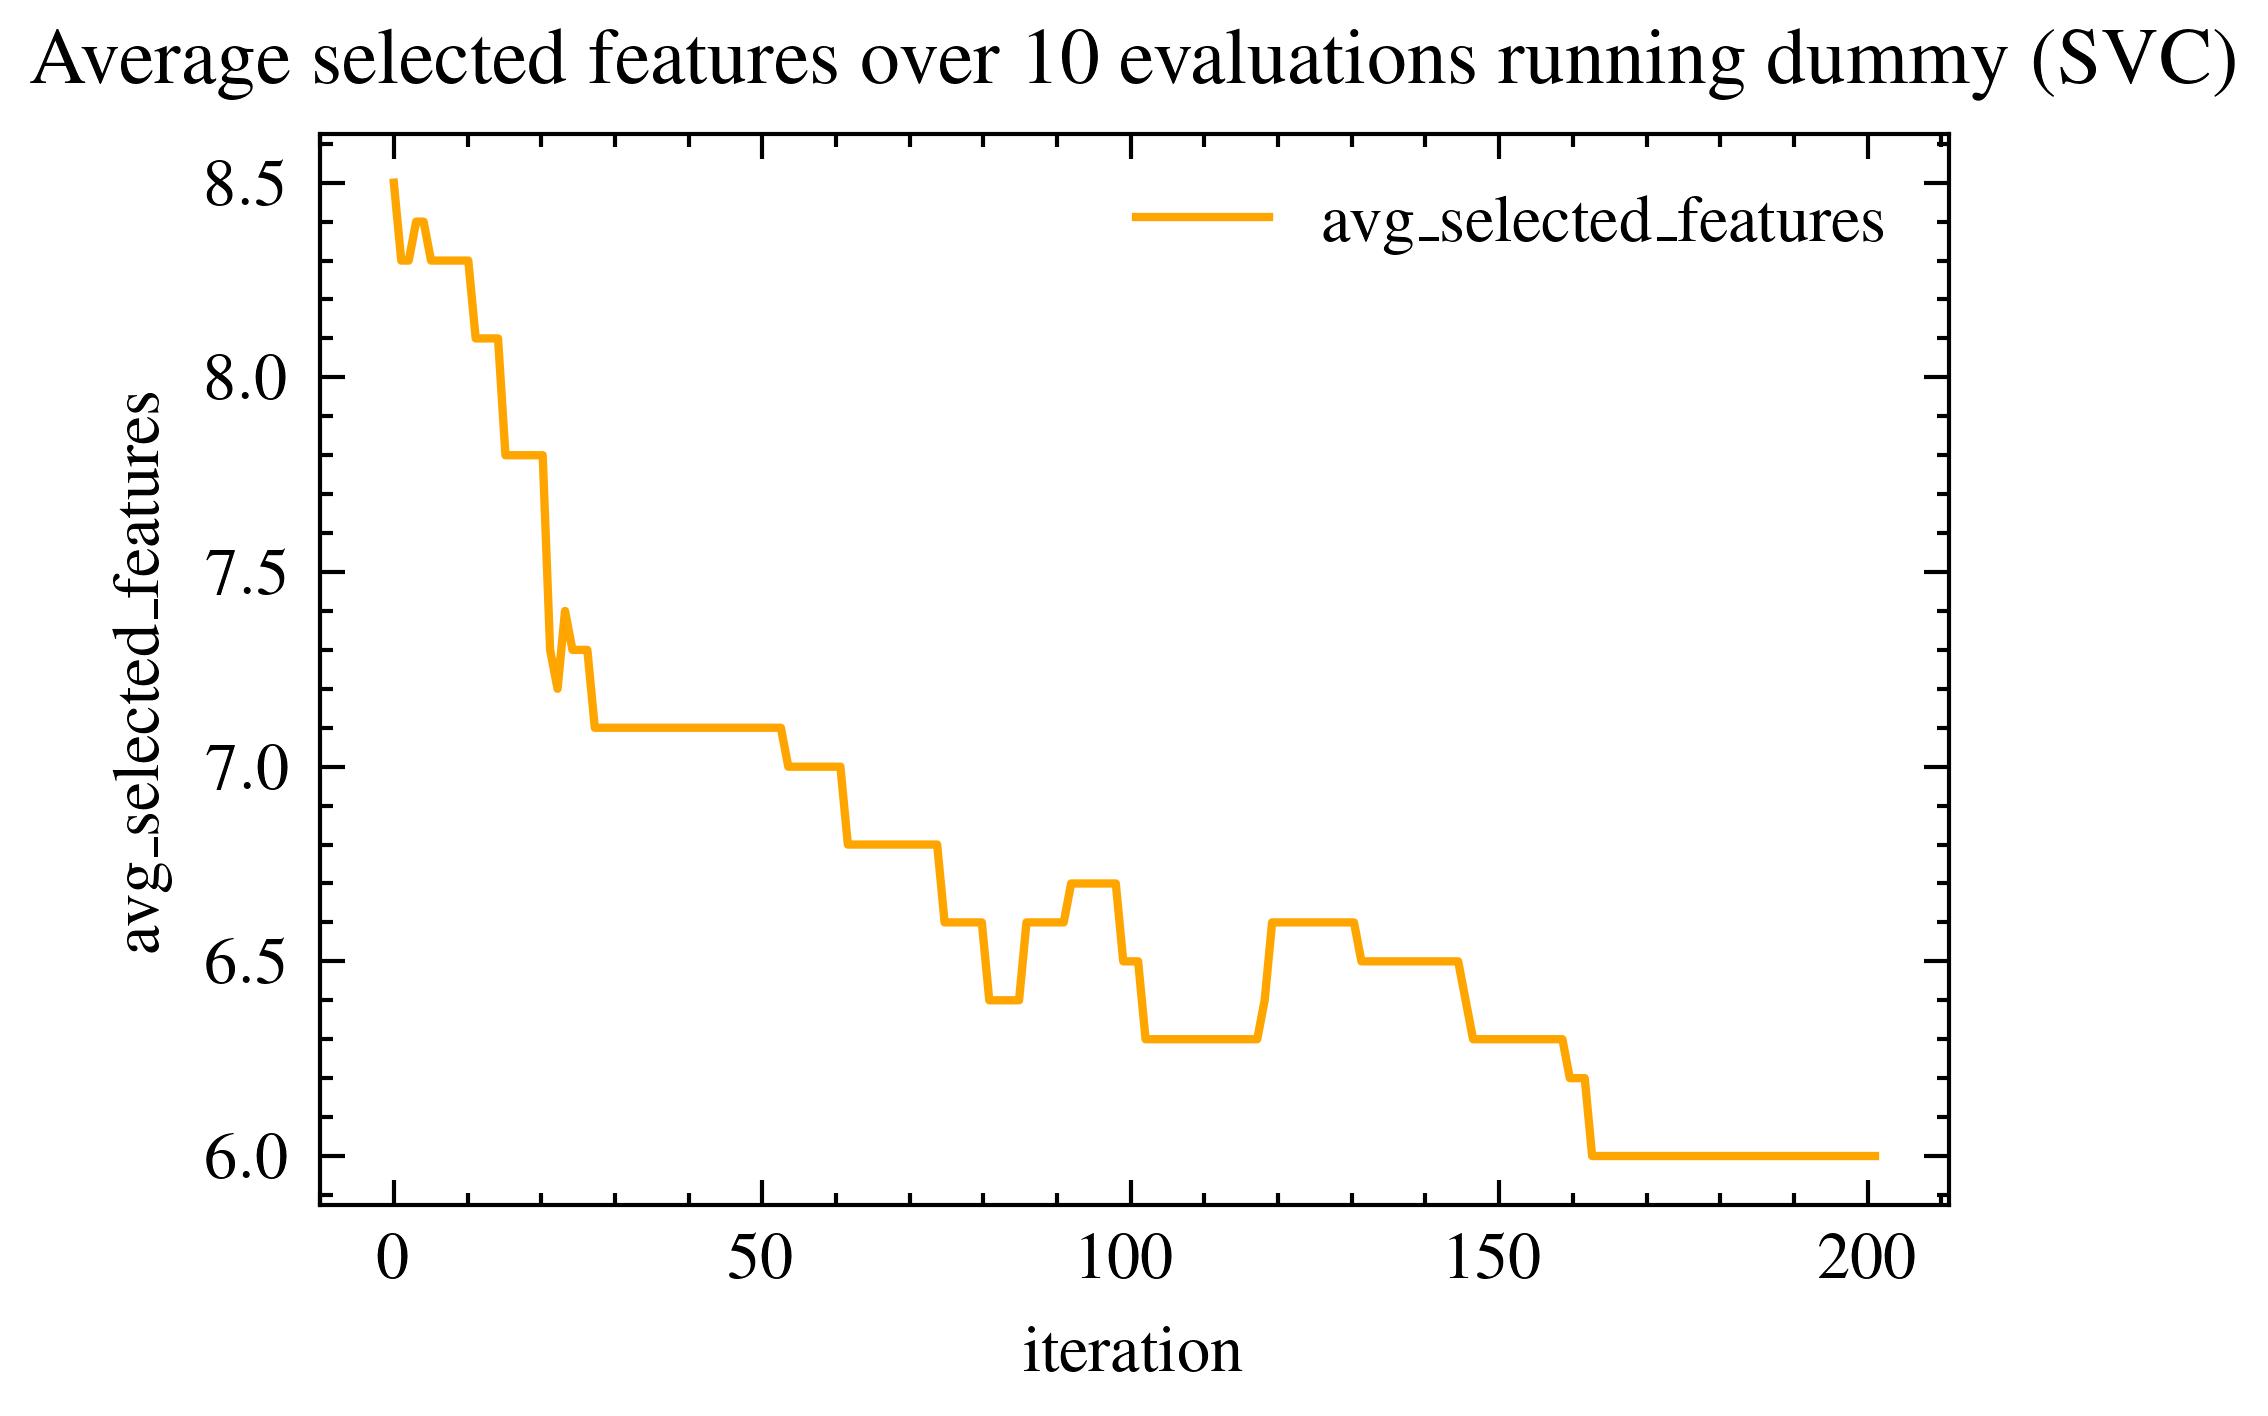 Average selected features over 10 evaluations running dummy (SVC)
avg_selected_features
8.5
8.0
7.5
7.0
6.5
6.0
avg_selected_features
0 50 100 150 200
iteration